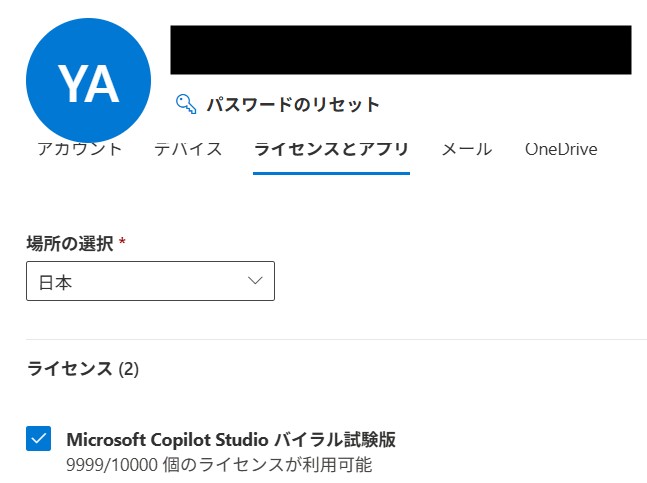 YA
パスワードのリセット
アカウント デバイス ライセンスとアプリ メール OneDrive
場所の選択 *
日本
ライセンス (2)
Microsoft Copilot Studio バイラル試験版
9999/10000 個のライセンスが利用可能